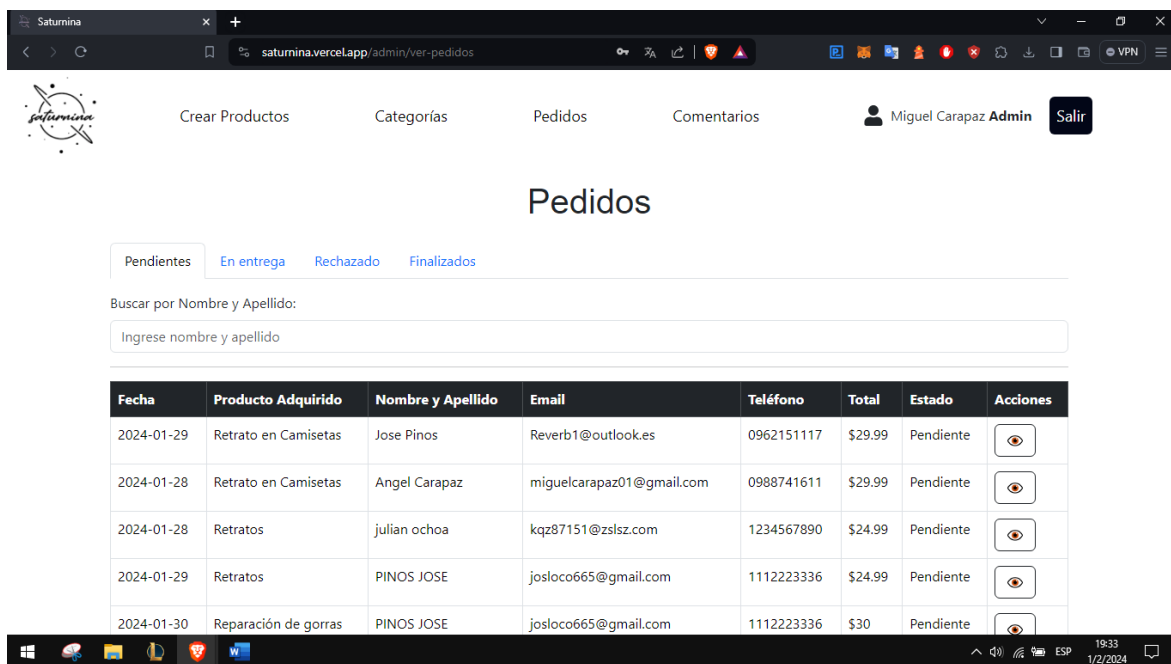 Saturnina
saturnina.vercel.app/admin/ver-pedidos
VPN
saturnina
Crear Productos Categorías Pedidos Comentarios Miguel Carapaz Admin Salir
Pedidos
Pendientes En entrega Rechazado Finalizados
Buscar por Nombre y Apellido:
Ingrese nombre y apellido
Fecha Producto Adquirido Nombre y Apellido Email Teléfono Total Estado Acciones
2024-01-29 Retrato en Camisetas Jose Pinos Reverb1@outlook.es 0962151117 $29.99 Pendiente
2024-01-28 Retrato en Camisetas Angel Carapaz miguelcarapaz01@gmail.com 0988741611 $29.99 Pendiente
2024-01-28 Retratos julian ochoa kqz87151@zslsz.com 1234567890 $24.99 Pendiente
2024-01-29 Retratos PINOS JOSE josloco665@gmail.com 1112223336 $24.99 Pendiente
2024-01-30 Reparación de gorras PINOS JOSE josloco665@gmail.com 1112223336 $30 Pendiente
ESP 19:33
1/2/2024